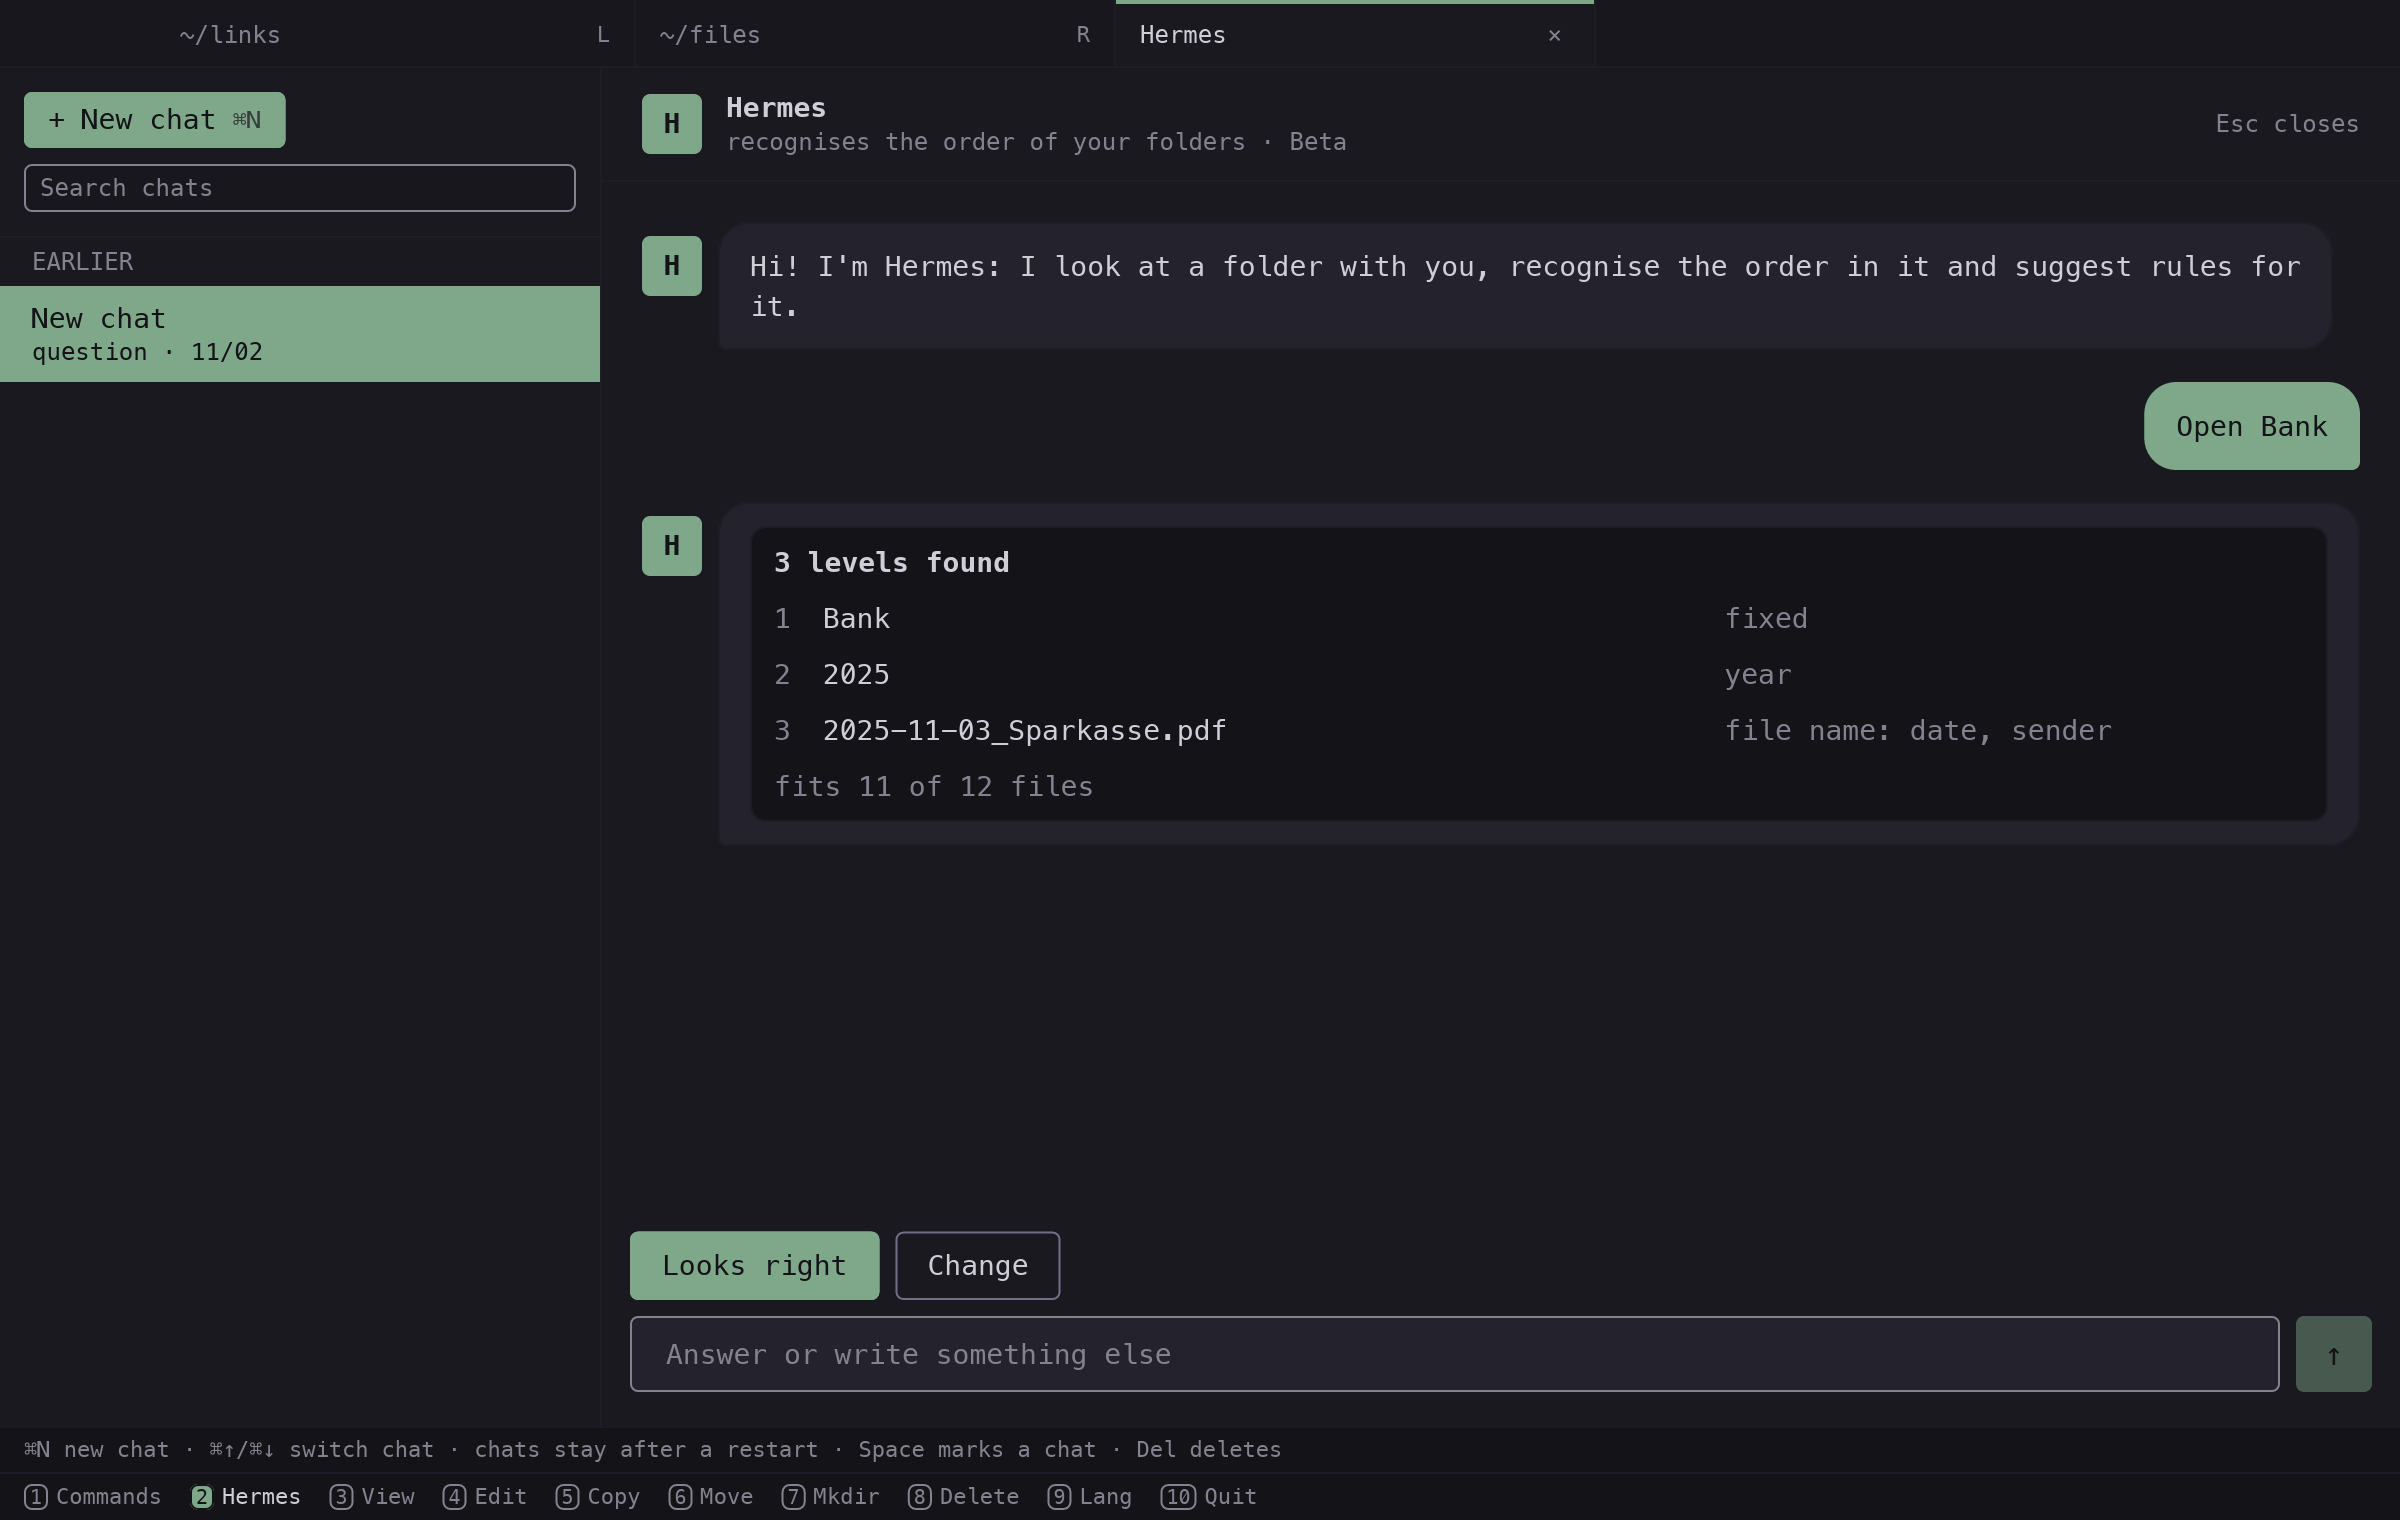 ~/links L ~/files R Hermes ×
+ New chat ⌘N
Search chats
EARLIER
New chat
question · 11/02
H Hermes
recognises the order of your folders · Beta
Esc closes
H Hi! I'm Hermes: I look at a folder with you, recognise the order in it and suggest rules for
it.
Open Bank
H 3 levels found
1 Bank fixed
2 2025 year
3 2025-11-03_Sparkasse.pdf file name: date, sender
fits 11 of 12 files
Looks right Change
Answer or write something else ↑
⌘N new chat · ⌘↑/⌘↓ switch chat · chats stay after a restart · Space marks a chat · Del deletes
1 Commands 2 Hermes 3 View 4 Edit 5 Copy 6 Move 7 Mkdir 8 Delete 9 Lang 10 Quit